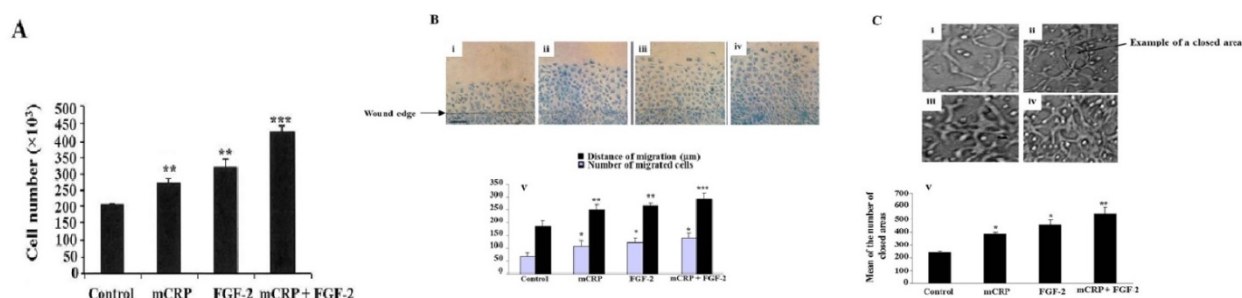 A
Cell number (×10³)
500
450
400
350
300
250
200
150
100
50
0
**
**
***
Control mCRP FGF-2 mCRP + FGF-2
B
i ii iii iv
Wound edge
Distance of migration (µm)
Number of migrated cells
v
350
300
250
200
150
100
50
0
*
**
*
**
*
***
Control mCRP FGF-2 mCRP + FGF-2
C
i ii
Example of a closed area
iii iv
v
Mean of the number of
closed areas
700
600
500
400
300
200
100
0
*
*
**
Control mCRP FGF-2 mCRP+ FGF-2